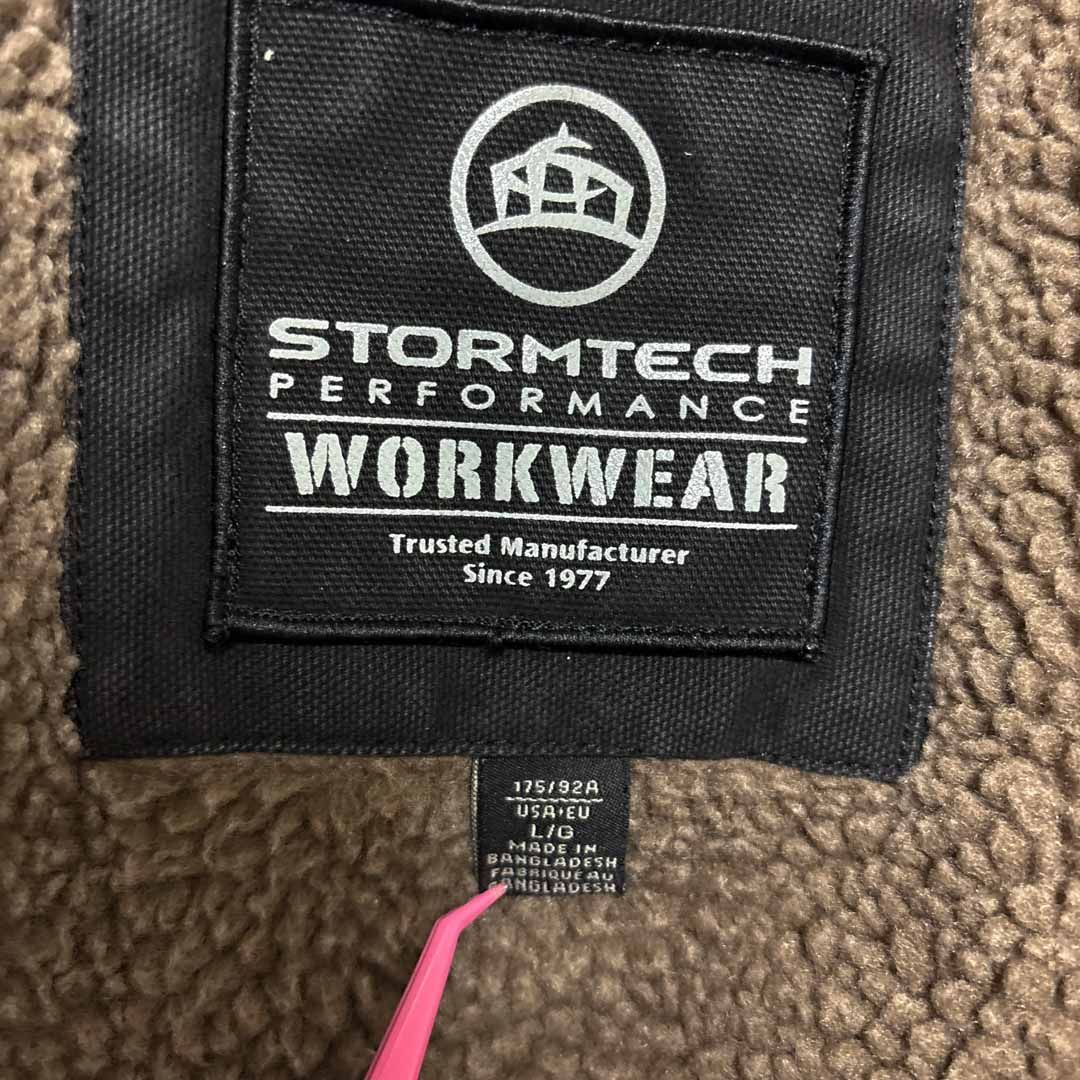 STORMTECH
PERFORMANCE
WORKWEAR
Trusted Manufacturer
Since 1977
175/92A
USA•EU
L/G
MADE IN
BANGLADESH
FABRIQUE AU
BANGLADESH